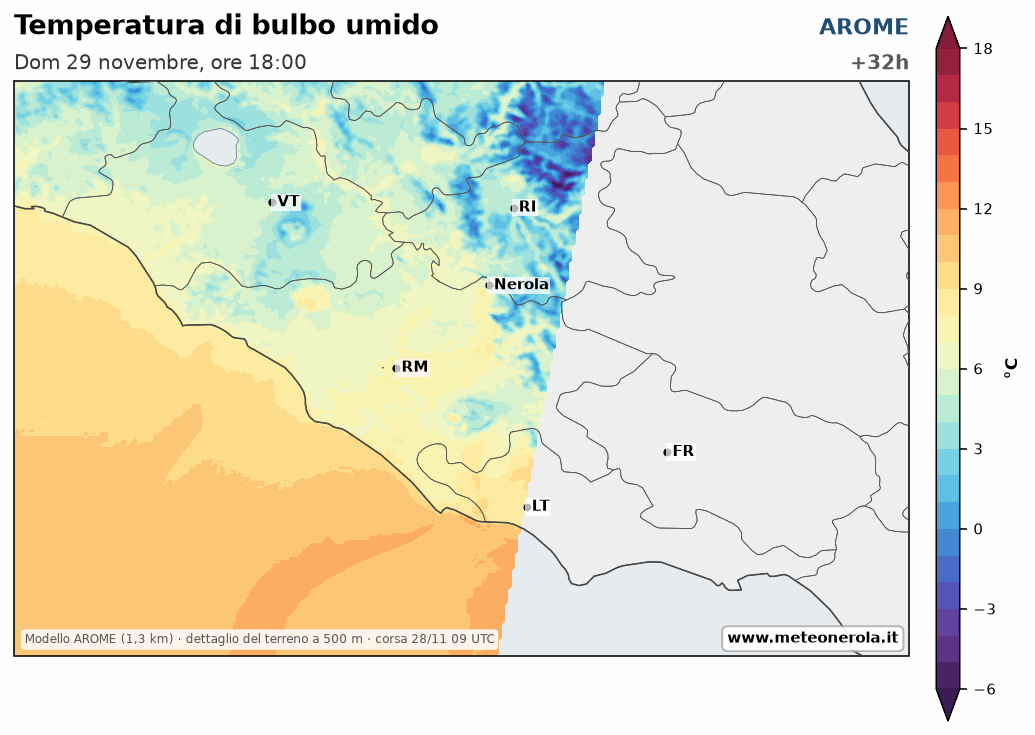 Temperatura di bulbo umido
AROME
Dom 29 novembre, ore 18:00
+32h
18
15
12
9
6
3
0
−3
−6
°C
VT
RI
Nerola
RM
FR
LT
Modello AROME (1,3 km) · dettaglio del terreno a 500 m · corsa 28/11 09 UTC
www.meteonerola.it